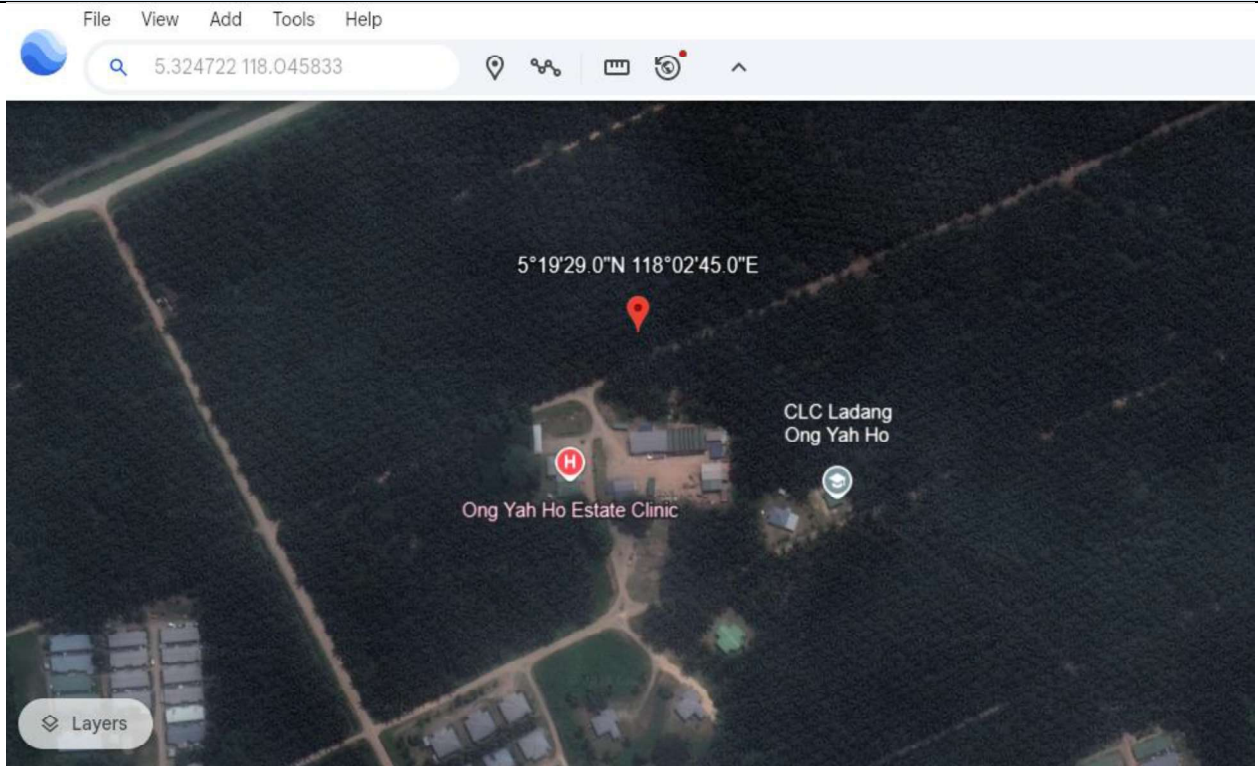 File View Add Tools Help
5.324722 118.045833
5°19'29.0"N 118°02'45.0"E
CLC Ladang
Ong Yah Ho
H
Ong Yah Ho Estate Clinic
Layers